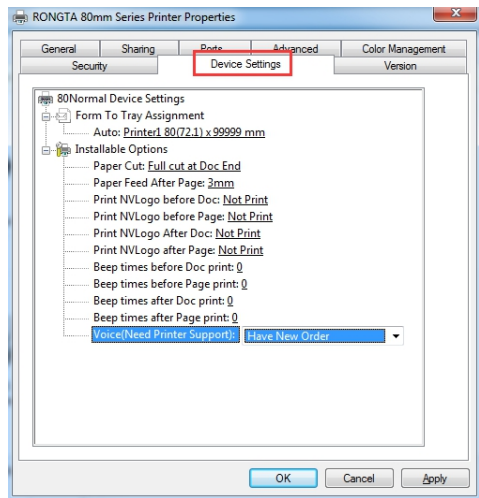 RONGTA 80mm Series Printer Properties
General Sharing Ports Advanced Color Management
Security Device Settings Version
80Normal Device Settings
Form To Tray Assignment
Auto: Printer1 80(72.1) x 99999 mm
Installable Options
Paper Cut: Full cut at Doc End
Paper Feed After Page: 3mm
Print NVLogo before Doc: Not Print
Print NVLogo before Page: Not Print
Print NVLogo After Doc: Not Print
Print NVLogo after Page: Not Print
Beep times before Doc print: 0
Beep times before Page print: 0
Beep times after Doc print: 0
Beep times after Page print: 0
Voice(Need Printer Support): Have New Order
OK Cancel Apply